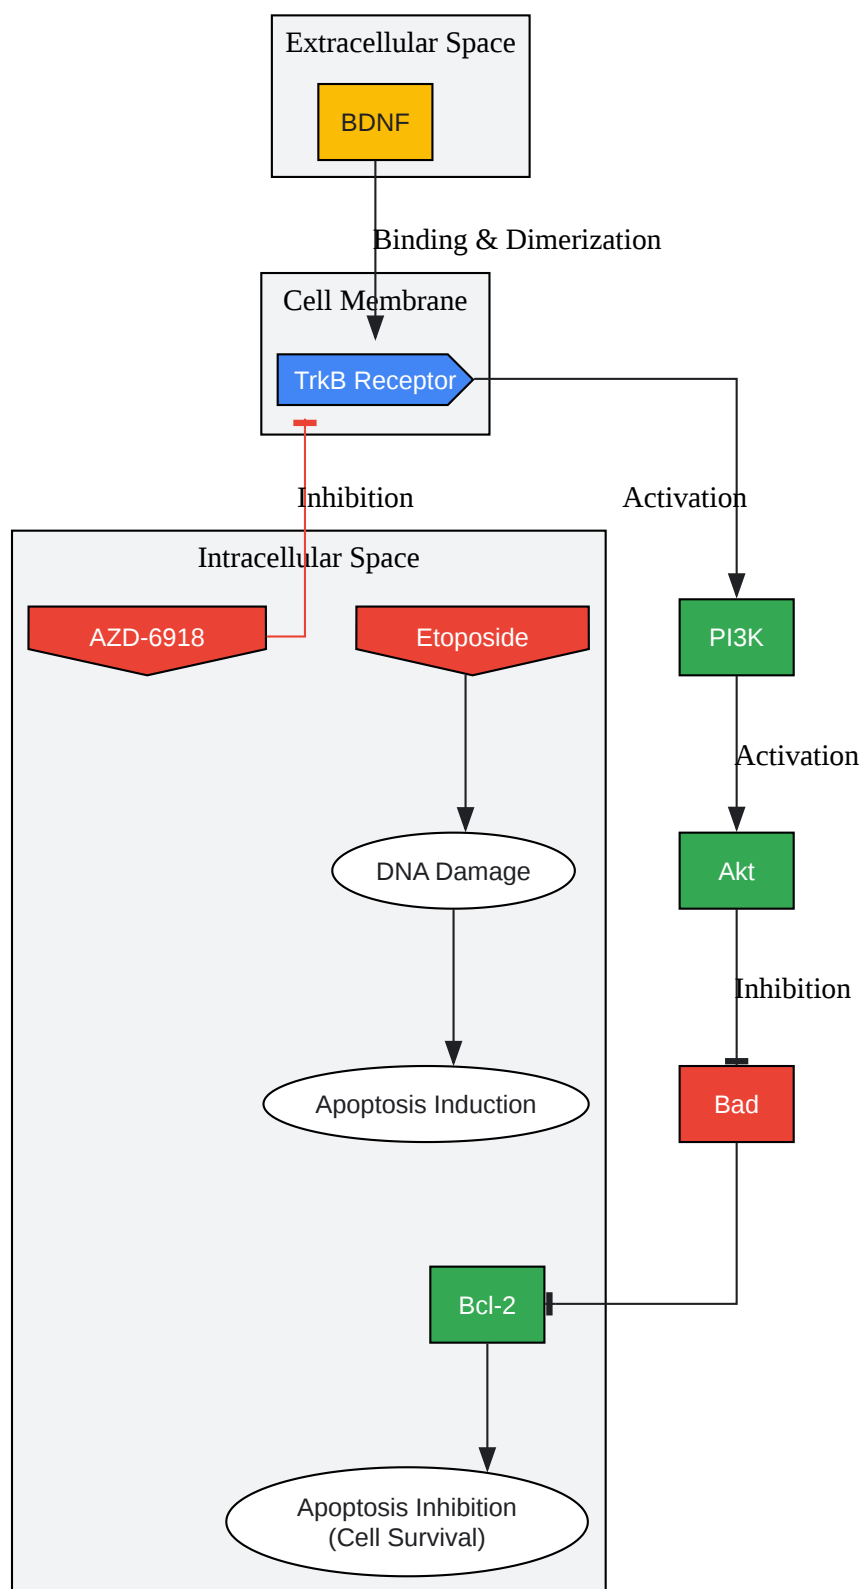 Extracellular Space
BDNF
Binding & Dimerization
Cell Membrane
TrkB Receptor
Inhibition
Activation
Intracellular Space
AZD-6918
Etoposide
PI3K
Activation
DNA Damage
Akt
Inhibition
Apoptosis Induction
Bad
Bcl-2
Apoptosis Inhibition
(Cell Survival)